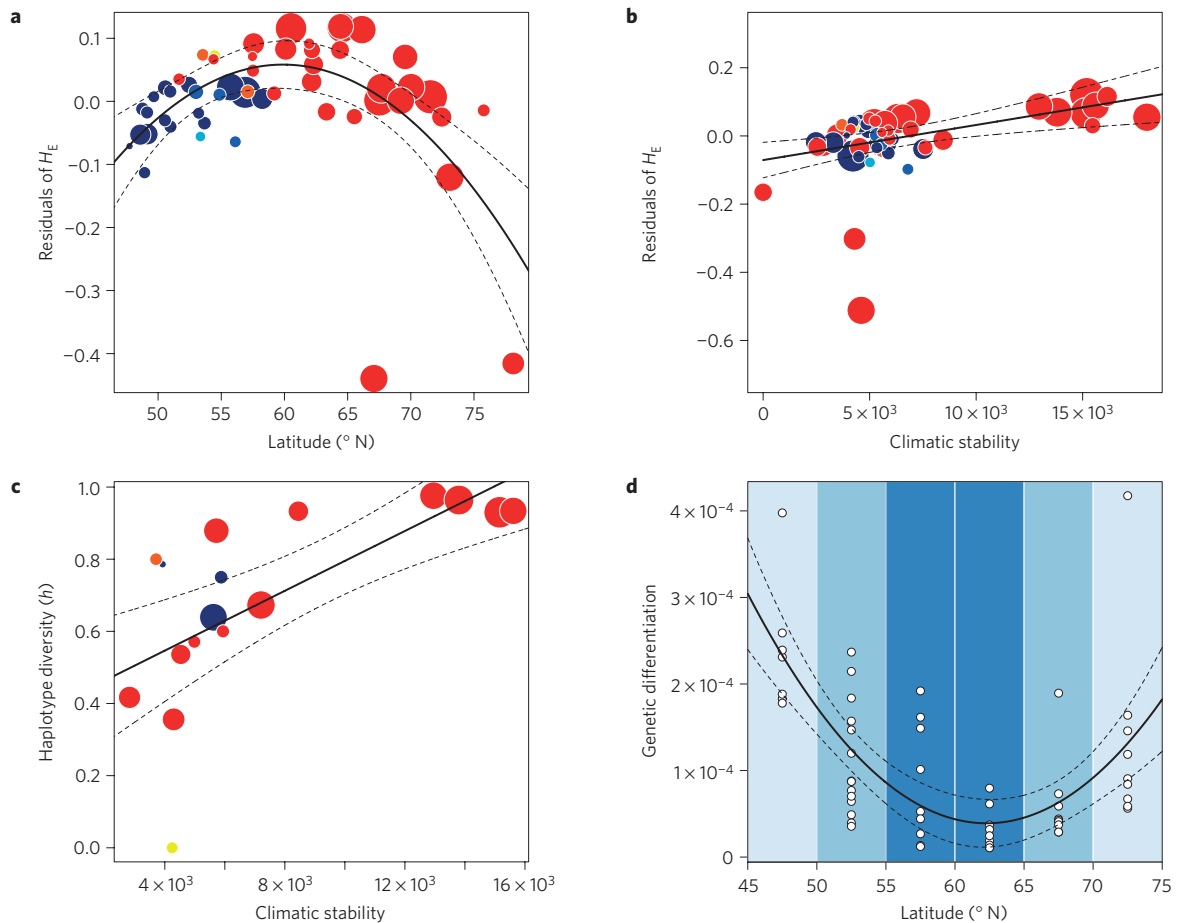 a
0.1
0.0
−0.1
−0.2
−0.3
−0.4
Residuals of H_E
50 55 60 65 70 75
Latitude (° N)
b
0.2
0.0
−0.2
−0.4
−0.6
Residuals of H_E
0 5 × 10³ 10 × 10³ 15 × 10³
Climatic stability
c
1.0
0.8
0.6
0.4
0.2
0.0
Haplotype diversity (h)
4 × 10³ 8 × 10³ 12 × 10³ 16 × 10³
Climatic stability
d
4 × 10⁻⁴
3 × 10⁻⁴
2 × 10⁻⁴
1 × 10⁻⁴
0
Genetic differentiation
45 50 55 60 65 70 75
Latitude (° N)